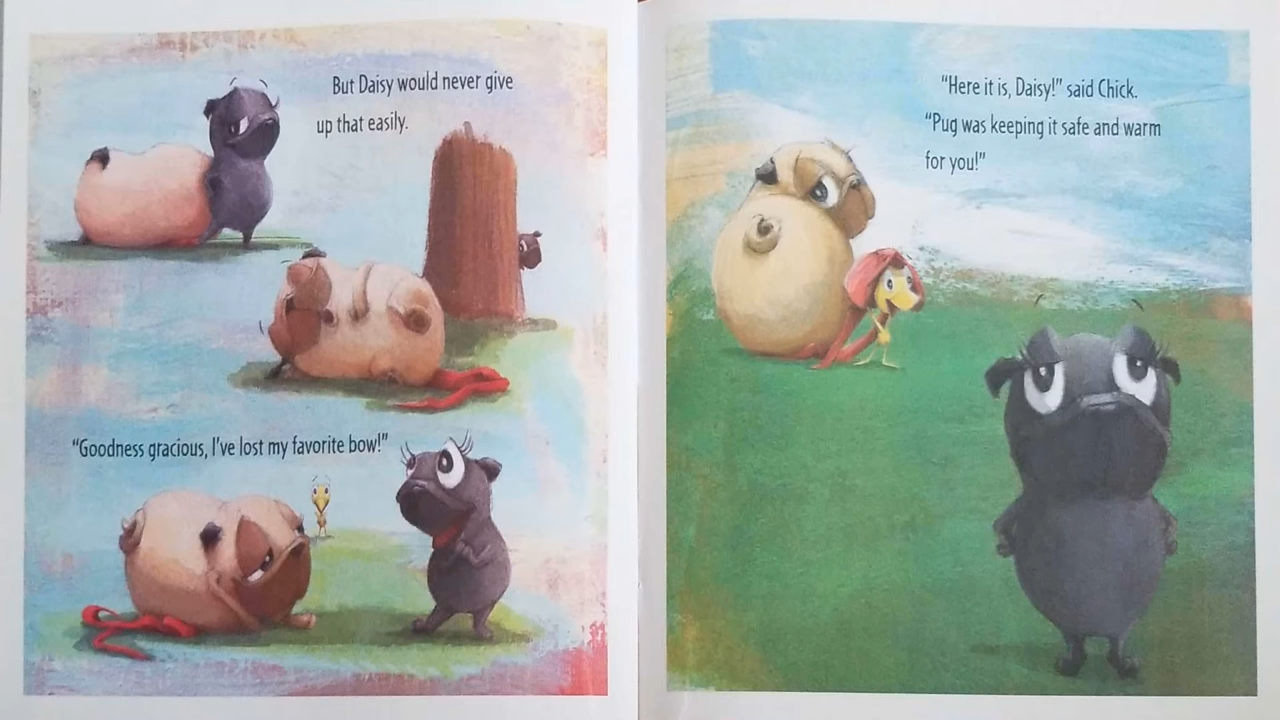 But Daisy would never give
up that easily.
“Goodness gracious, I’ve lost my favorite bow!”
“Here it is, Daisy!” said Chick.
“Pug was keeping it safe and warm
for you!”